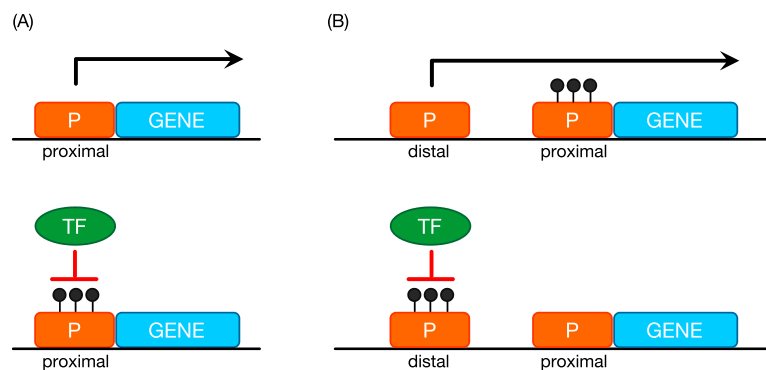 (A)
P GENE
proximal
TF
P GENE
proximal
(B)
P P GENE
distal proximal
TF
P P GENE
distal proximal